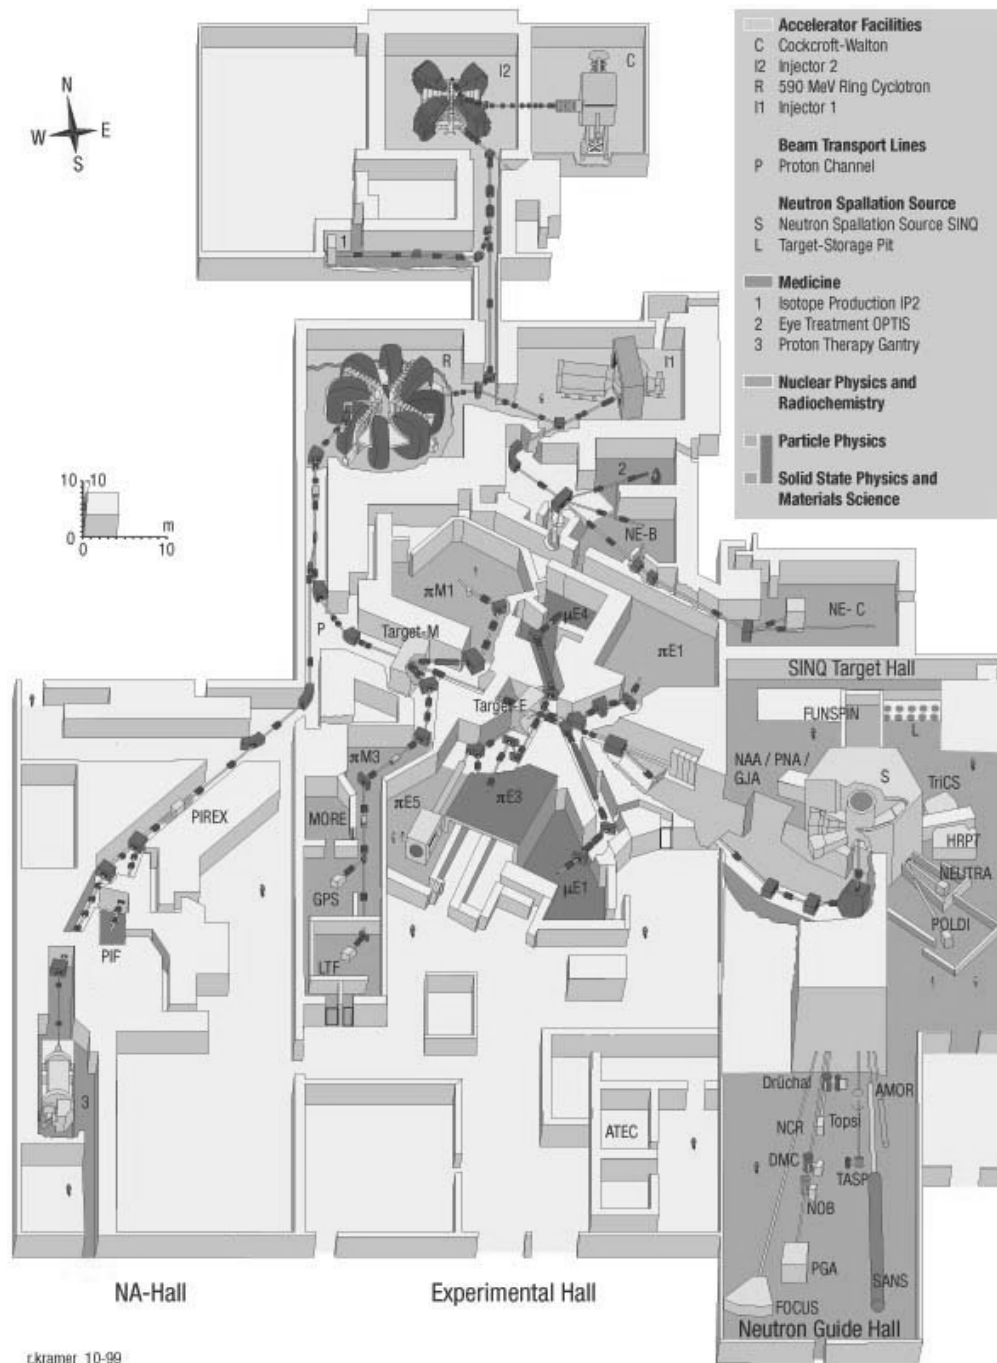 N
W E
S
I2
C
Accelerator Facilities
C Cockcroft-Walton
I2 Injector 2
R 590 MeV Ring Cyclotron
I1 Injector 1
Beam Transport Lines
P Proton Channel
Neutron Spallation Source
S Neutron Spallation Source SINQ
L Target-Storage Pit
Medicine
1 Isotope Production IP2
2 Eye Treatment OPTIS
3 Proton Therapy Gantry
Nuclear Physics and
Radiochemistry
Particle Physics
Solid State Physics and
Materials Science
1
R
I1
2
10 10
m
0
0 10
NE-B
πM1
μE4
NE- C
P
Target-M
πE1
SINQ Target Hall
Target-E
FUNSPIN
L
πM3
NAA / PNA /
GJA
S
TriCS
PIREX
MORE
πE5
πE3
HRPT
NEUTRA
GPS
μE1
POLDI
PIF
LTF
3
Drüchal
AMOR
NCR
Topsi
ATEC
DMC
TASP
NOB
PGA
SANS
FOCUS
NA-Hall
Experimental Hall
Neutron Guide Hall
r.kramer 10-99